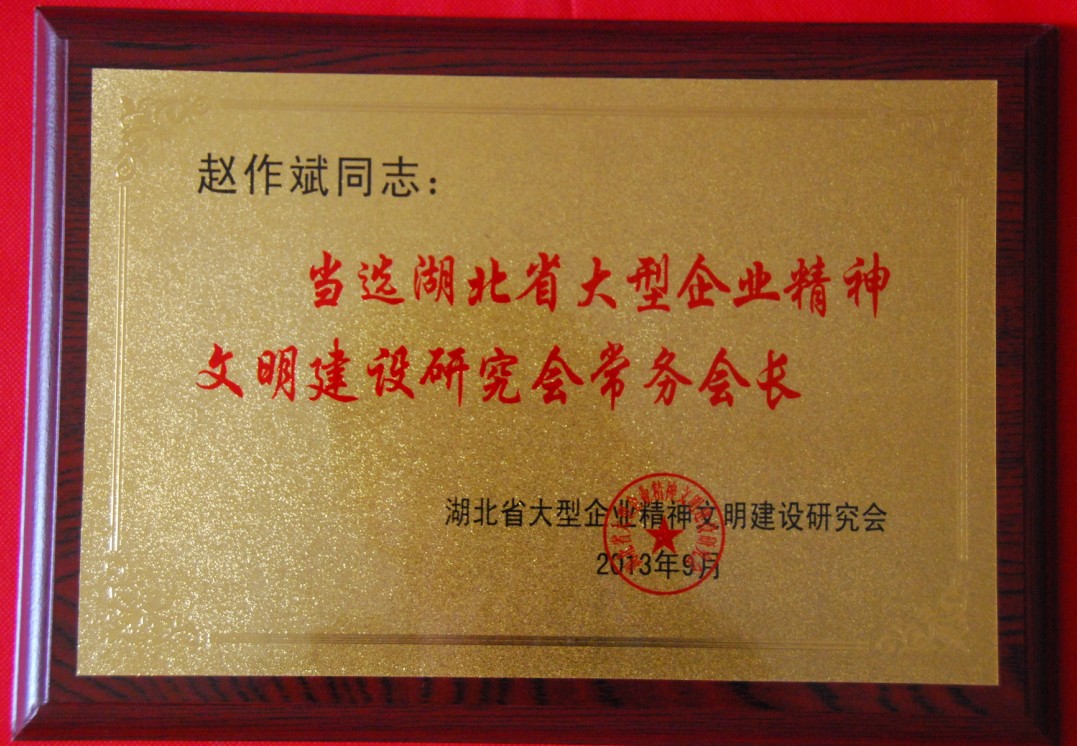 赵作斌同志：
当选湖北省大型企业精神
文明建设研究会常务会长
湖北省大型企业精神文明建设研究会
2013年9月